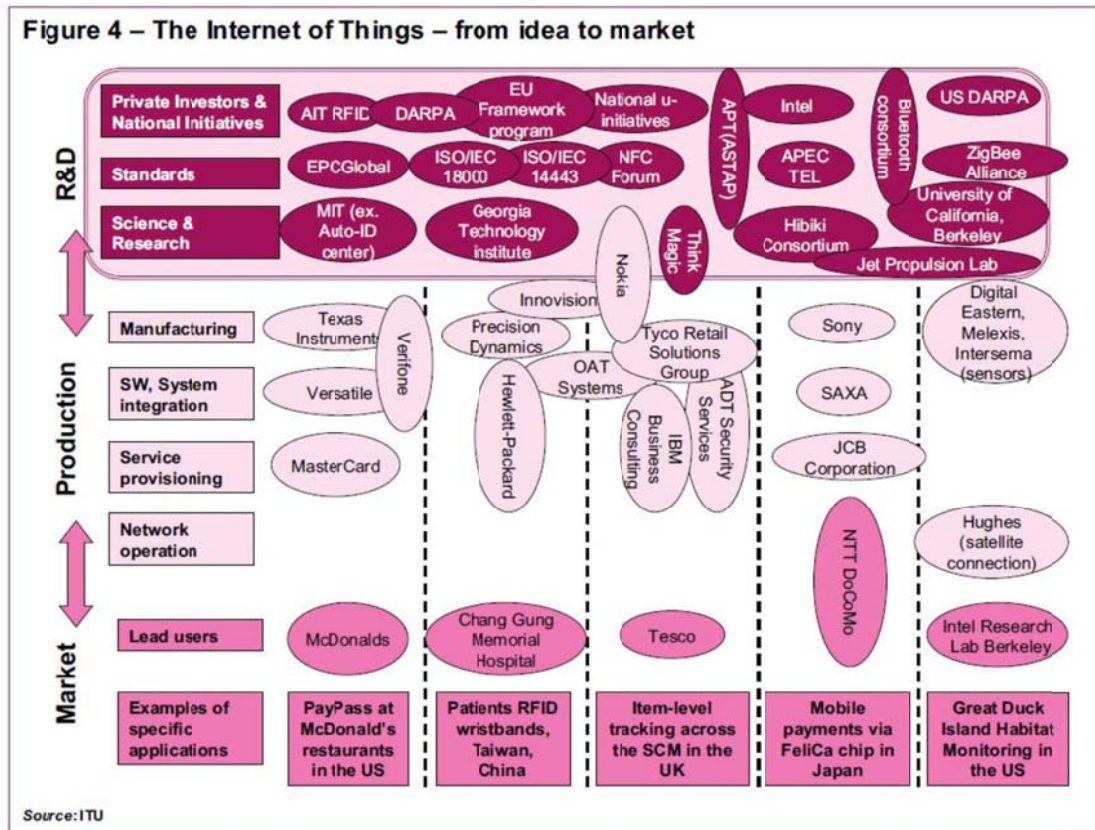 Figure 4 – The Internet of Things – from idea to market
R&D
Private Investors &
National Initiatives
AIT RFID
DARPA
EU
Framework
program
National u-
initiatives
APT(ASTAP)
Intel
Bluetooth
consortium
US DARPA
Standards
EPCGlobal
ISO/IEC
18000
ISO/IEC
14443
NFC
Forum
APEC
TEL
ZigBee
Alliance
Science &
Research
MIT (ex.
Auto-ID
center)
Georgia
Technology
institute
Nokia
Think
Magic
Hibiki
Consortium
University of
California,
Berkeley
Jet Propulsion Lab
Production
Manufacturing
Texas
Instruments
Verifone
Innovision
Precision
Dynamics
Tyco Retail
Solutions
Group
Sony
Digital
Eastern,
Melexis,
Intersema
(sensors)
SW, System
integration
Versatile
Hewlett-Packard
OAT
Systems
IBM
Business
Consulting
ADT Security
Services
SAXA
Service
provisioning
MasterCard
JCB
Corporation
Network
operation
NTT DoCoMo
Hughes
(satellite
connection)
Market
Lead users
McDonalds
Chang Gung
Memorial
Hospital
Tesco
Intel Research
Lab Berkeley
Examples of
specific
applications
PayPass at
McDonald's
restaurants
in the US
Patients RFID
wristbands,
Taiwan,
China
Item-level
tracking across
the SCM in the
UK
Mobile
payments via
FeliCa chip in
Japan
Great Duck
Island Habitat
Monitoring in
the US
Source: ITU